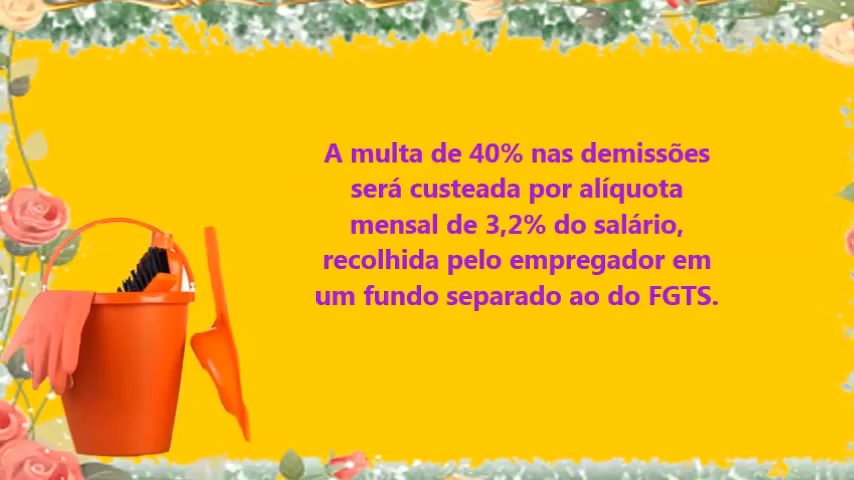 A multa de 40% nas demissões
será custeada por alíquota
mensal de 3,2% do salário,
recolhida pelo empregador em
um fundo separado ao do FGTS.